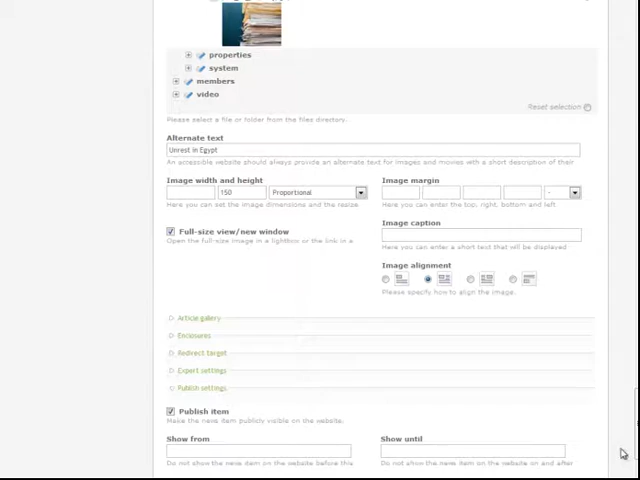 properties
system
members
video
Reset selection
Please select a file or folder from the files directory.
Alternate text
Unrest in Egypt
An accessible website should always provide an alternate text for images and movies with a short description of their
Image width and height
Image margin
150
Proportional
-
Here you can set the image dimensions and the resize.
Here you can enter the top, right, bottom and left
Image caption
Full-size view/new window
Open the full-size image in a lightbox or the link in a
Here you can enter a short text that will be displayed
Image alignment
Please specify how to align the image.
Article gallery
Enclosures
Redirect target
Expert settings
Publish settings
Publish item
Make the news item publicly visible on the website.
Show from
Show until
Do not show the news item on the website before this
Do not show the news item on the website on and after